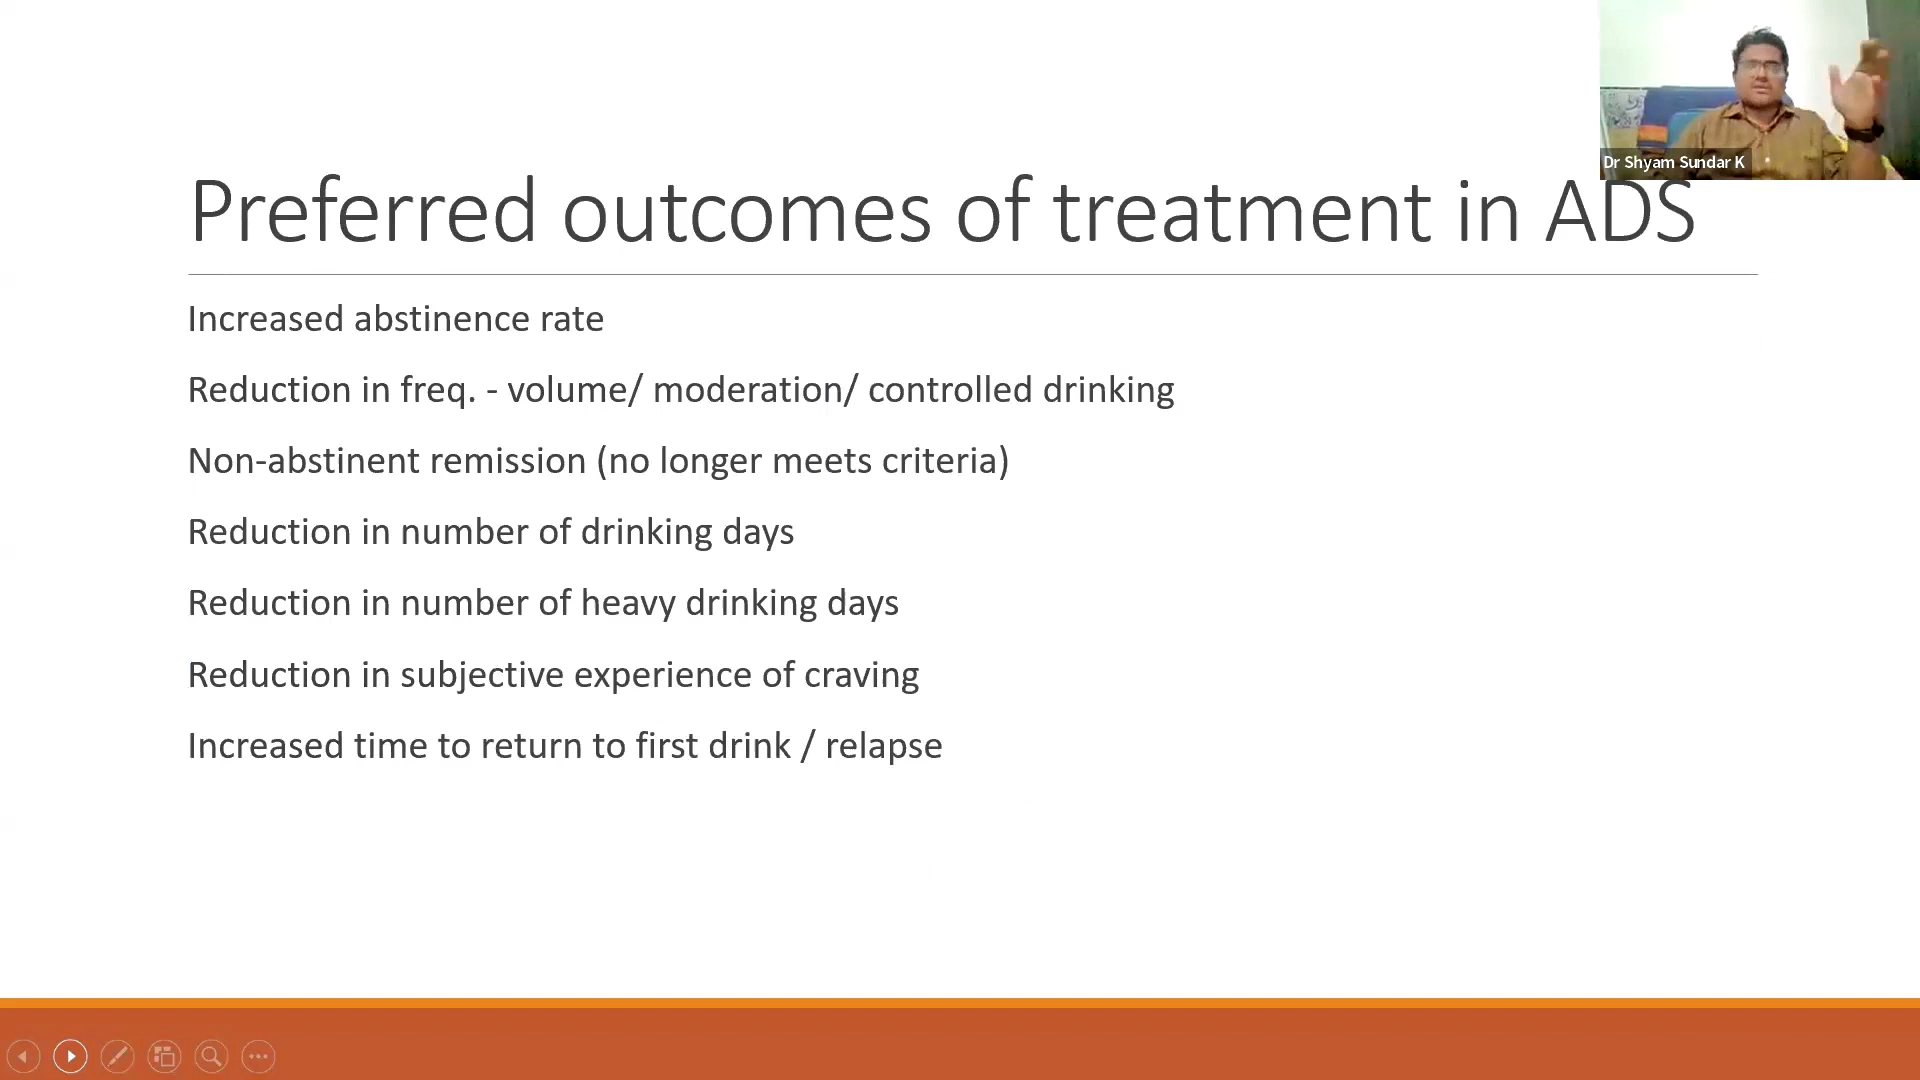 Dr Shyam Sundar K
Preferred outcomes of treatment in ADS
Increased abstinence rate
Reduction in freq. - volume/ moderation/ controlled drinking
Non-abstinent remission (no longer meets criteria)
Reduction in number of drinking days
Reduction in number of heavy drinking days
Reduction in subjective experience of craving
Increased time to return to first drink / relapse